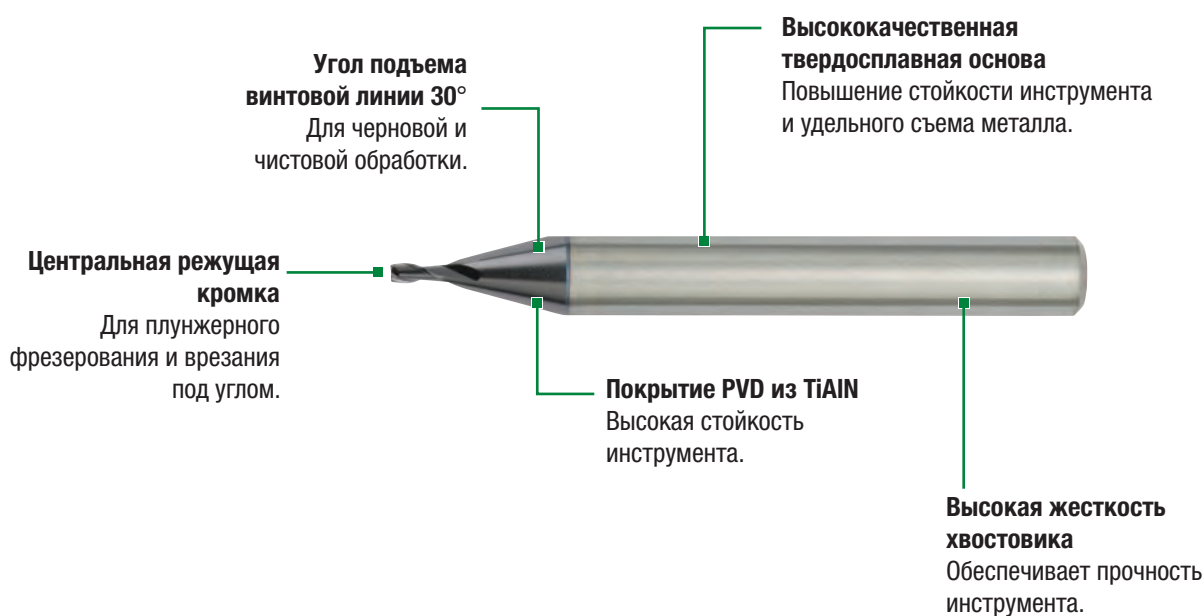 Высококачественная
твердосплавная основа
Повышение стойкости инструмента
и удельного съема металла.
Угол подъема
винтовой линии 30°
Для черновой и
чистовой обработки.
Центральная режущая
кромка
Для плунжерного
фрезерования и врезания
под углом.
Покрытие PVD из TiAlN
Высокая стойкость
инструмента.
Высокая жесткость
хвостовика
Обеспечивает прочность
инструмента.